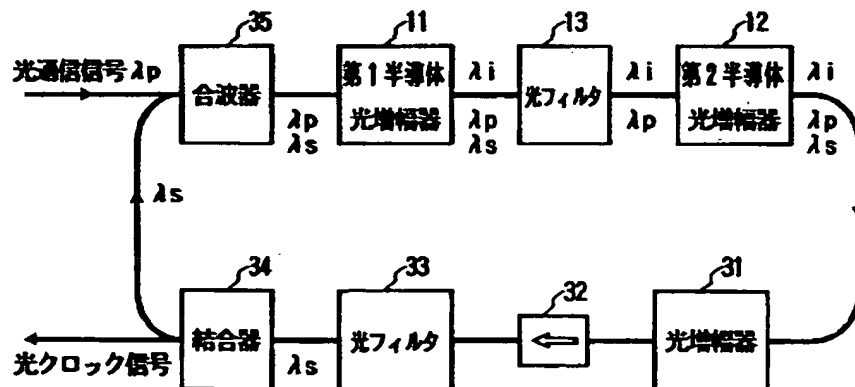 35
11
13
12
光通信信号λp
合波器
λp
λs
第1半導体
光増幅器
λi
λp
λs
光フィルタ
λi
λp
第2半導体
光増幅器
λi
λp
λs
λs
34
33
32
31
結合器
λs
光フィルタ
光増幅器
光クロック信号